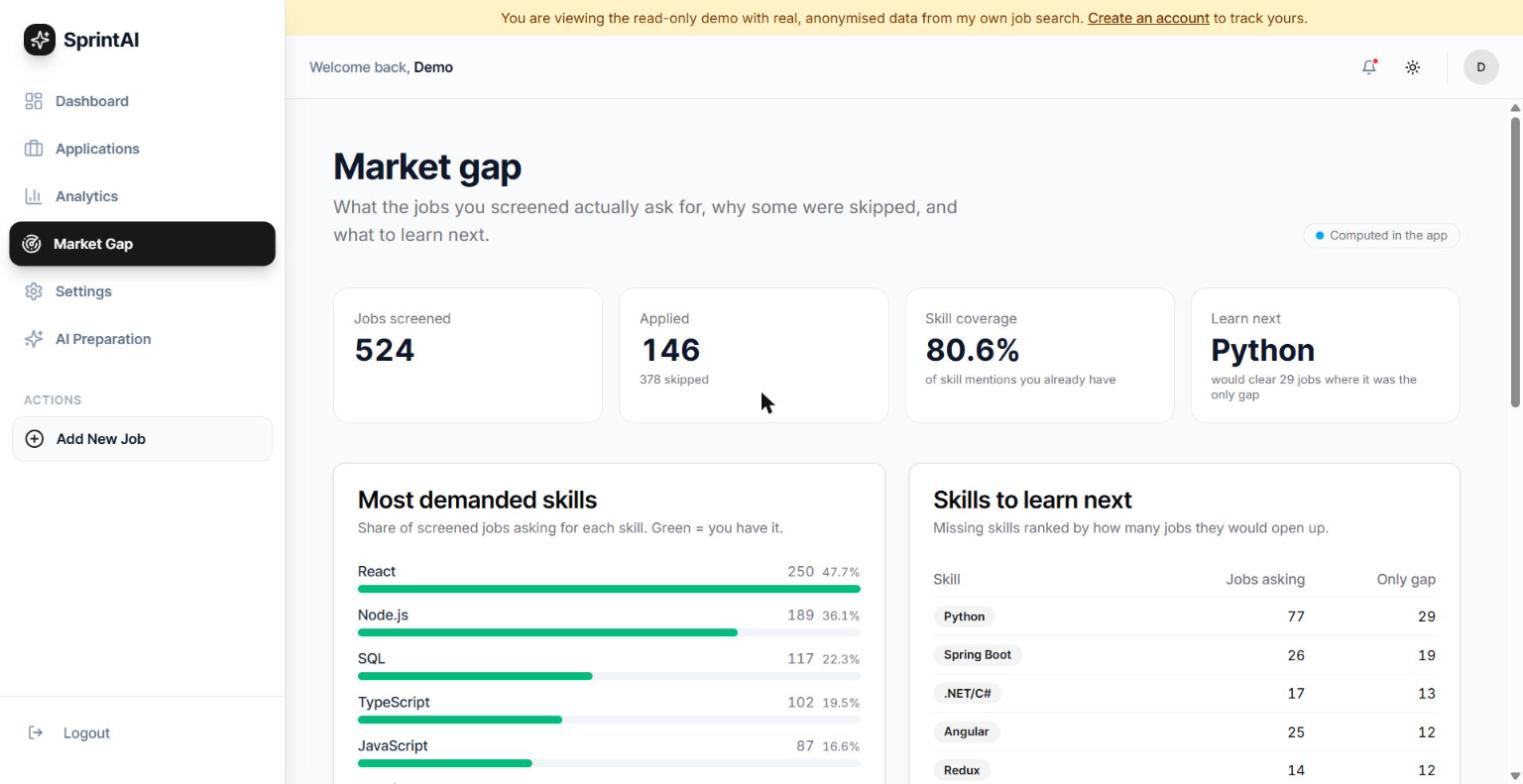 You are viewing the read-only demo with real, anonymised data from my own job search. Create an account to track yours.
SprintAI
Dashboard
Applications
Analytics
Market Gap
Settings
AI Preparation
ACTIONS
Add New Job
Logout
Welcome back, Demo
D
Market gap
What the jobs you screened actually ask for, why some were skipped, and
what to learn next.
Computed in the app
Jobs screened
524
Applied
146
378 skipped
Skill coverage
80.6%
of skill mentions you already have
Learn next
Python
would clear 29 jobs where it was the
only gap
Most demanded skills
Share of screened jobs asking for each skill. Green = you have it.
React 250 47.7%
Node.js 189 36.1%
SQL 117 22.3%
TypeScript 102 19.5%
JavaScript 87 16.6%
Skills to learn next
Missing skills ranked by how many jobs they would open up.
Skill Jobs asking Only gap
Python 77 29
Spring Boot 26 19
.NET/C# 17 13
Angular 25 12
Redux 14 12